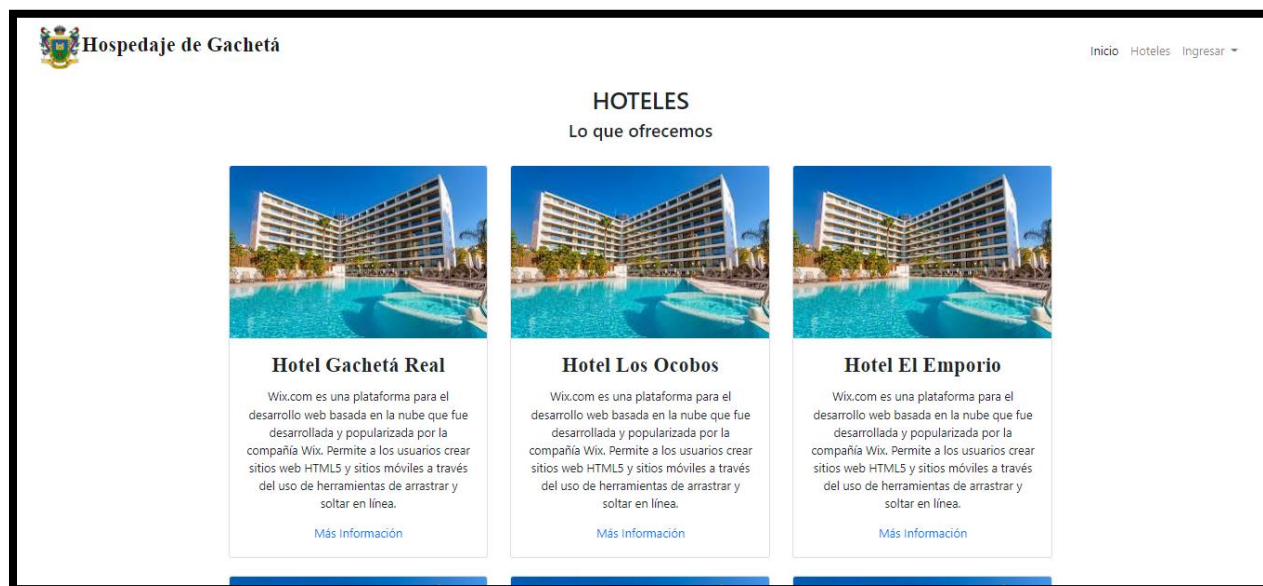 Hospedaje de Gachetá
Inicio Hoteles Ingresar
HOTELES
Lo que ofrecemos
Hotel Gachetá Real
Wix.com es una plataforma para el
desarrollo web basada en la nube que fue
desarrollada y popularizada por la
compañía Wix. Permite a los usuarios crear
sitios web HTML5 y sitios móviles a través
del uso de herramientas de arrastrar y
soltar en línea.
Más Información
Hotel Los Ocobos
Wix.com es una plataforma para el
desarrollo web basada en la nube que fue
desarrollada y popularizada por la
compañía Wix. Permite a los usuarios crear
sitios web HTML5 y sitios móviles a través
del uso de herramientas de arrastrar y
soltar en línea.
Más Información
Hotel El Emporio
Wix.com es una plataforma para el
desarrollo web basada en la nube que fue
desarrollada y popularizada por la
compañía Wix. Permite a los usuarios crear
sitios web HTML5 y sitios móviles a través
del uso de herramientas de arrastrar y
soltar en línea.
Más Información